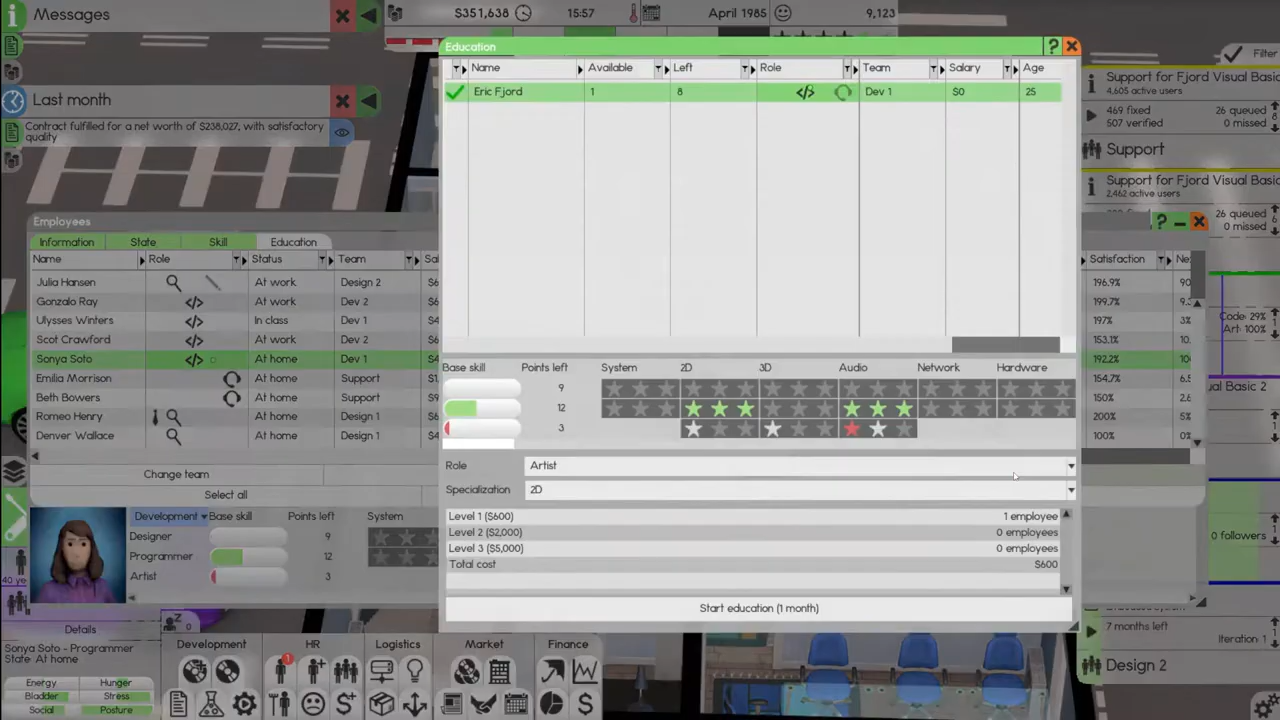 Messages
Last month
Contract fulfilled for a net worth of $238,027, with satisfactory
quality
$351,638
15:57
April 1985
9,123
Education
Name Available Left Role Team Salary Age
Eric Fjord 1 8 Dev 1 $0 25
Base skill Points left System 2D 3D Audio Network Hardware
9
12
3
Role Artist
Specialization 2D
Level 1 ($600) 1 employee
Level 2 ($2,000) 0 employees
Level 3 ($5,000) 0 employees
Total cost $600
Start education (1 month)
Employees
Information State Skill Education
Name Role Status Team
Julia Hansen At work Design 2
Gonzalo Ray At work Dev 2
Ulysses Winters In class Dev 1
Scot Crawford At work Dev 2
Sonya Soto At home Dev 1
Emilia Morrison At home Support
Beth Bowers At home Support
Romeo Henry At home Design 1
Denver Wallace At home Design 1
Change team
Select all
Development Base skill Points left System
Designer 9
Programmer 12
Artist 3
Details
Sonya Soto - Programmer
State At home
Energy Hunger
Bladder Stress
Social Posture
Development HR Logistics Market Finance
Filter
Support for Fjord Visual Basic
4,605 active users
469 fixed 26 queued
507 verified 0 missed
Support
Support for Fjord Visual Basic
2,462 active users
26 queued
0 missed
Satisfaction
196.9%
199.7%
197%
153.1%
192.2%
154.7%
150%
200%
100%
Code: 29%
Art: 100%
0 followers
7 months left
Iteration 1
Design 2